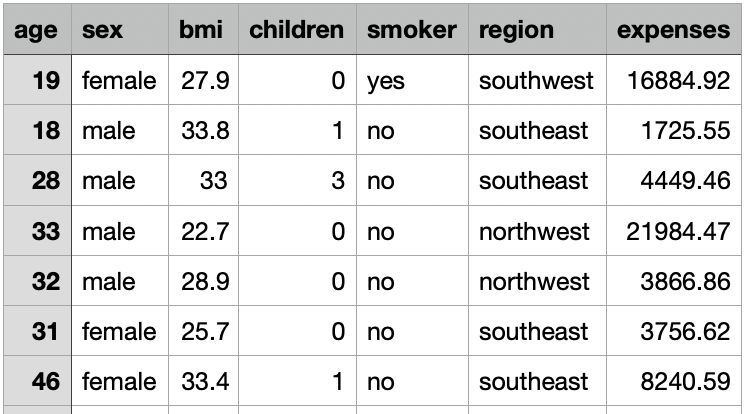 age sex bmi children smoker region expenses
19 female 27.9 0 yes southwest 16884.92
18 male 33.8 1 no southeast 1725.55
28 male 33 3 no southeast 4449.46
33 male 22.7 0 no northwest 21984.47
32 male 28.9 0 no northwest 3866.86
31 female 25.7 0 no southeast 3756.62
46 female 33.4 1 no southeast 8240.59